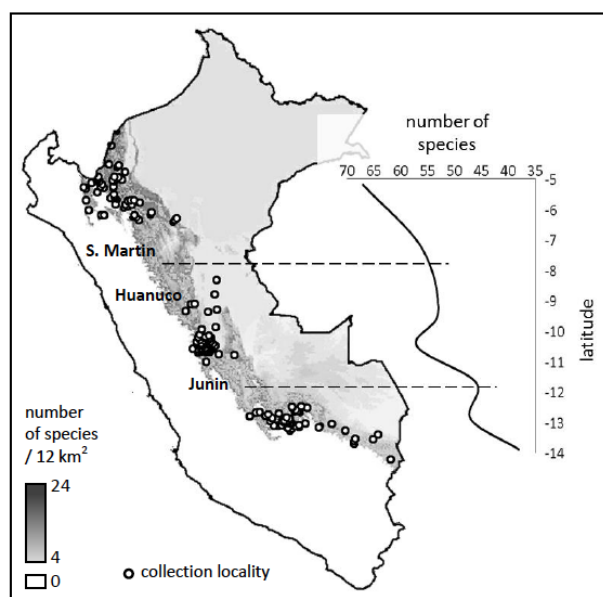 number of
species
70 65 60 55 50 45 40 35
-5
-6
S. Martin
-7
-8
Huanuco
-9
-10
latitude
-11
Junin
-12
-13
-14
number
of species
/ 12 km²
24
4
0
collection locality